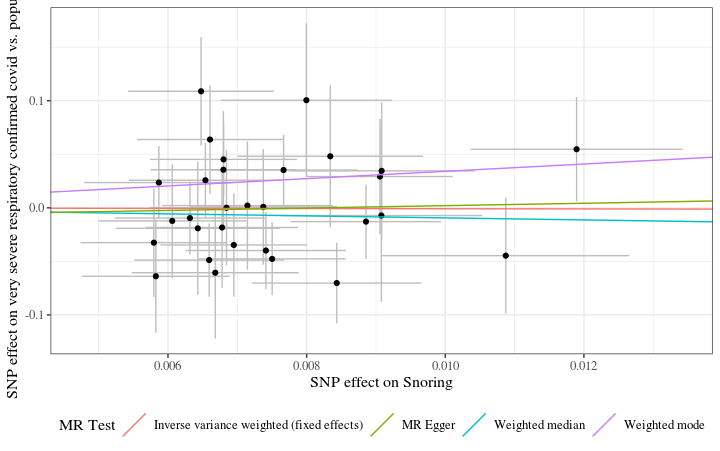 SNP effect on very severe respiratory confirmed covid vs.
0.1
0.0
-0.1
0.006 0.008 0.010 0.012
SNP effect on Snoring
MR Test Inverse variance weighted (fixed effects) MR Egger Weighted median Weighted mode